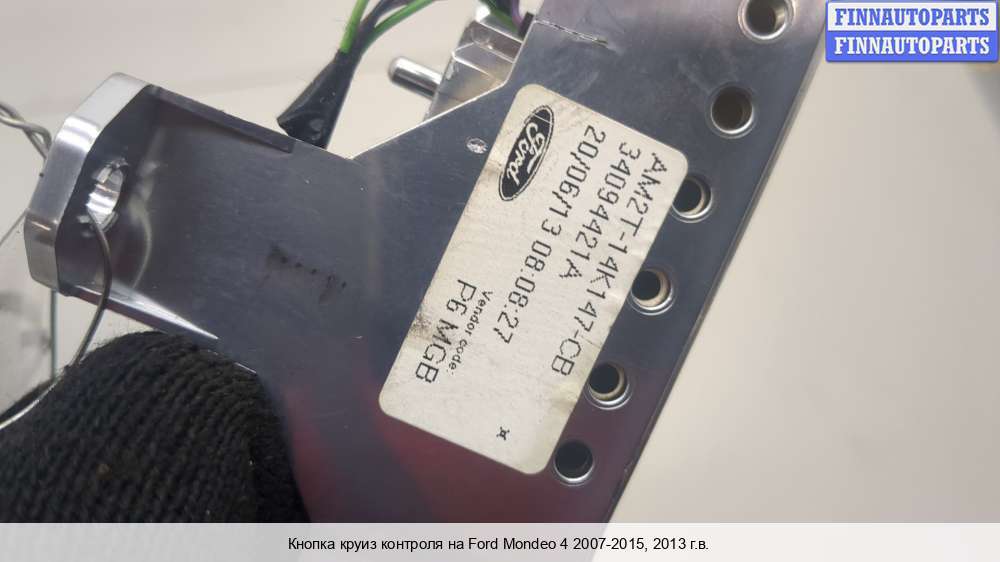 FINNAUTOPARTS
FINNAUTOPARTS
Ford
AM2T-14K147-CB
34094421A
20/06/13 08:08:27
Vendor code:
P6 MGB
Кнопка круиз контроля на Ford Mondeo 4 2007-2015, 2013 г.в.